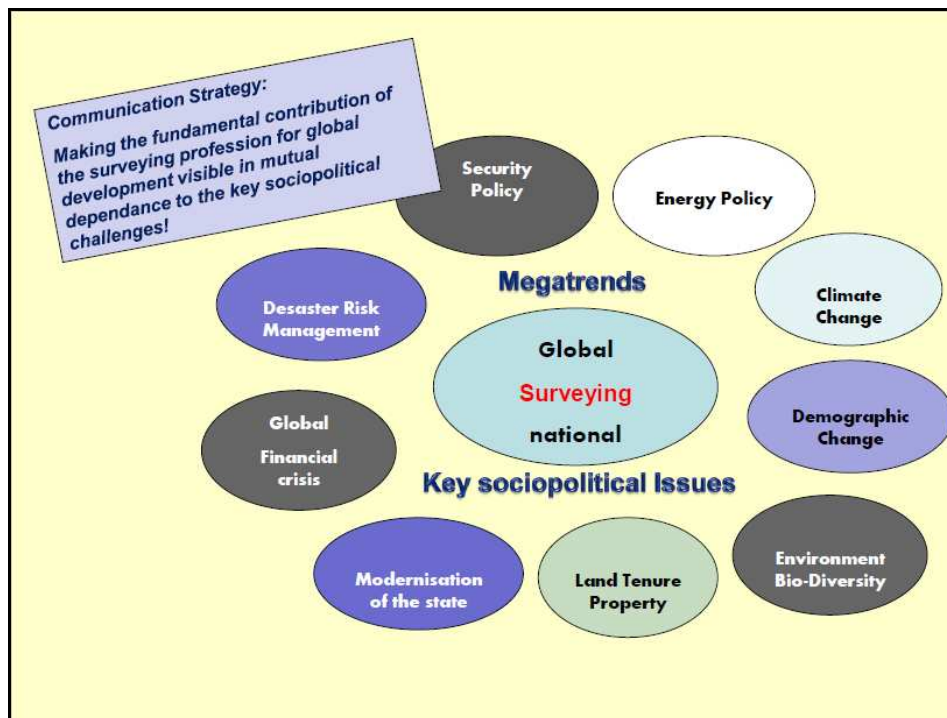 Communication Strategy:
Making the fundamental contribution of
the surveying profession for global
development visible in mutual
dependance to the key sociopolitical
challenges!
Security
Policy
Energy Policy
Megatrends
Desaster Risk
Management
Climate
Change
Global
Surveying
national
Global
Financial
crisis
Demographic
Change
Key sociopolitical Issues
Modernisation
of the state
Land Tenure
Property
Environment
Bio-Diversity